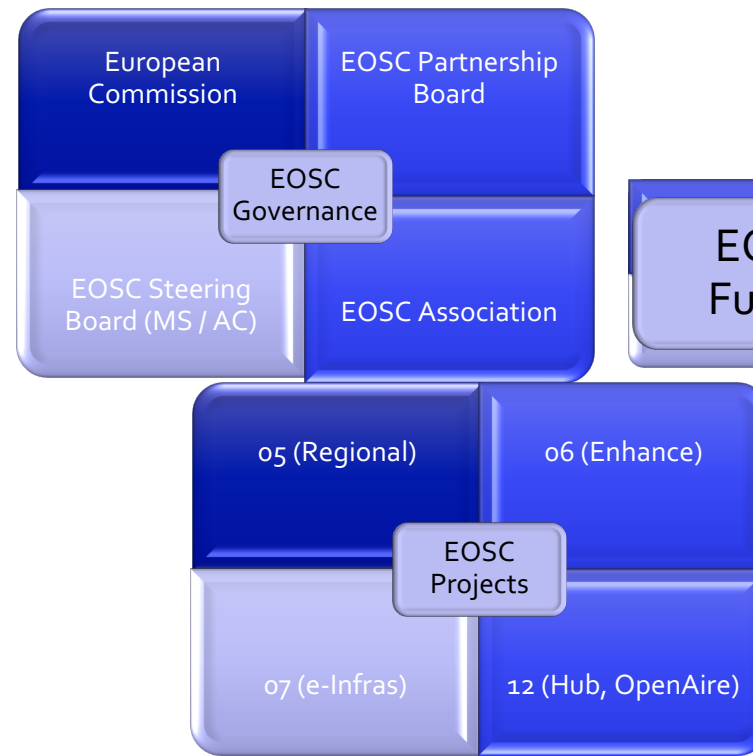 European
Commission
EOSC Partnership
Board
EOSC
Governance
EOSC Steering
Board (MS / AC)
EOSC Association
05 (Regional)
06 (Enhance)
EOSC
Projects
07 (e-Infras)
12 (Hub, OpenAire)